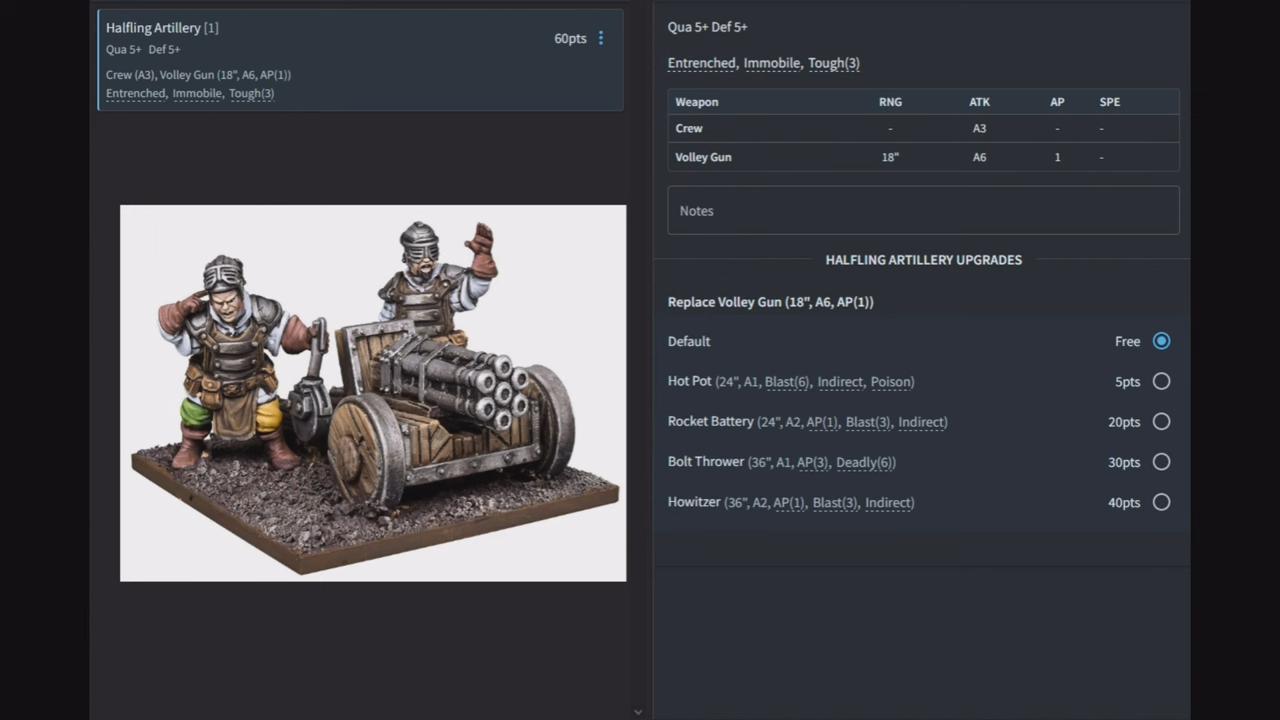 Halfling Artillery [1]
60pts
Qua 5+ Def 5+
Crew (A3), Volley Gun (18", A6, AP(1))
Entrenched, Immobile, Tough(3)
Qua 5+ Def 5+
Entrenched, Immobile, Tough(3)
Weapon RNG ATK AP SPE
Crew - A3 - -
Volley Gun 18" A6 1 -
Notes
HALFLING ARTILLERY UPGRADES
Replace Volley Gun (18", A6, AP(1))
Default Free
Hot Pot (24", A1, Blast(6), Indirect, Poison) 5pts
Rocket Battery (24", A2, AP(1), Blast(3), Indirect) 20pts
Bolt Thrower (36", A1, AP(3), Deadly(6)) 30pts
Howitzer (36", A2, AP(1), Blast(3), Indirect) 40pts